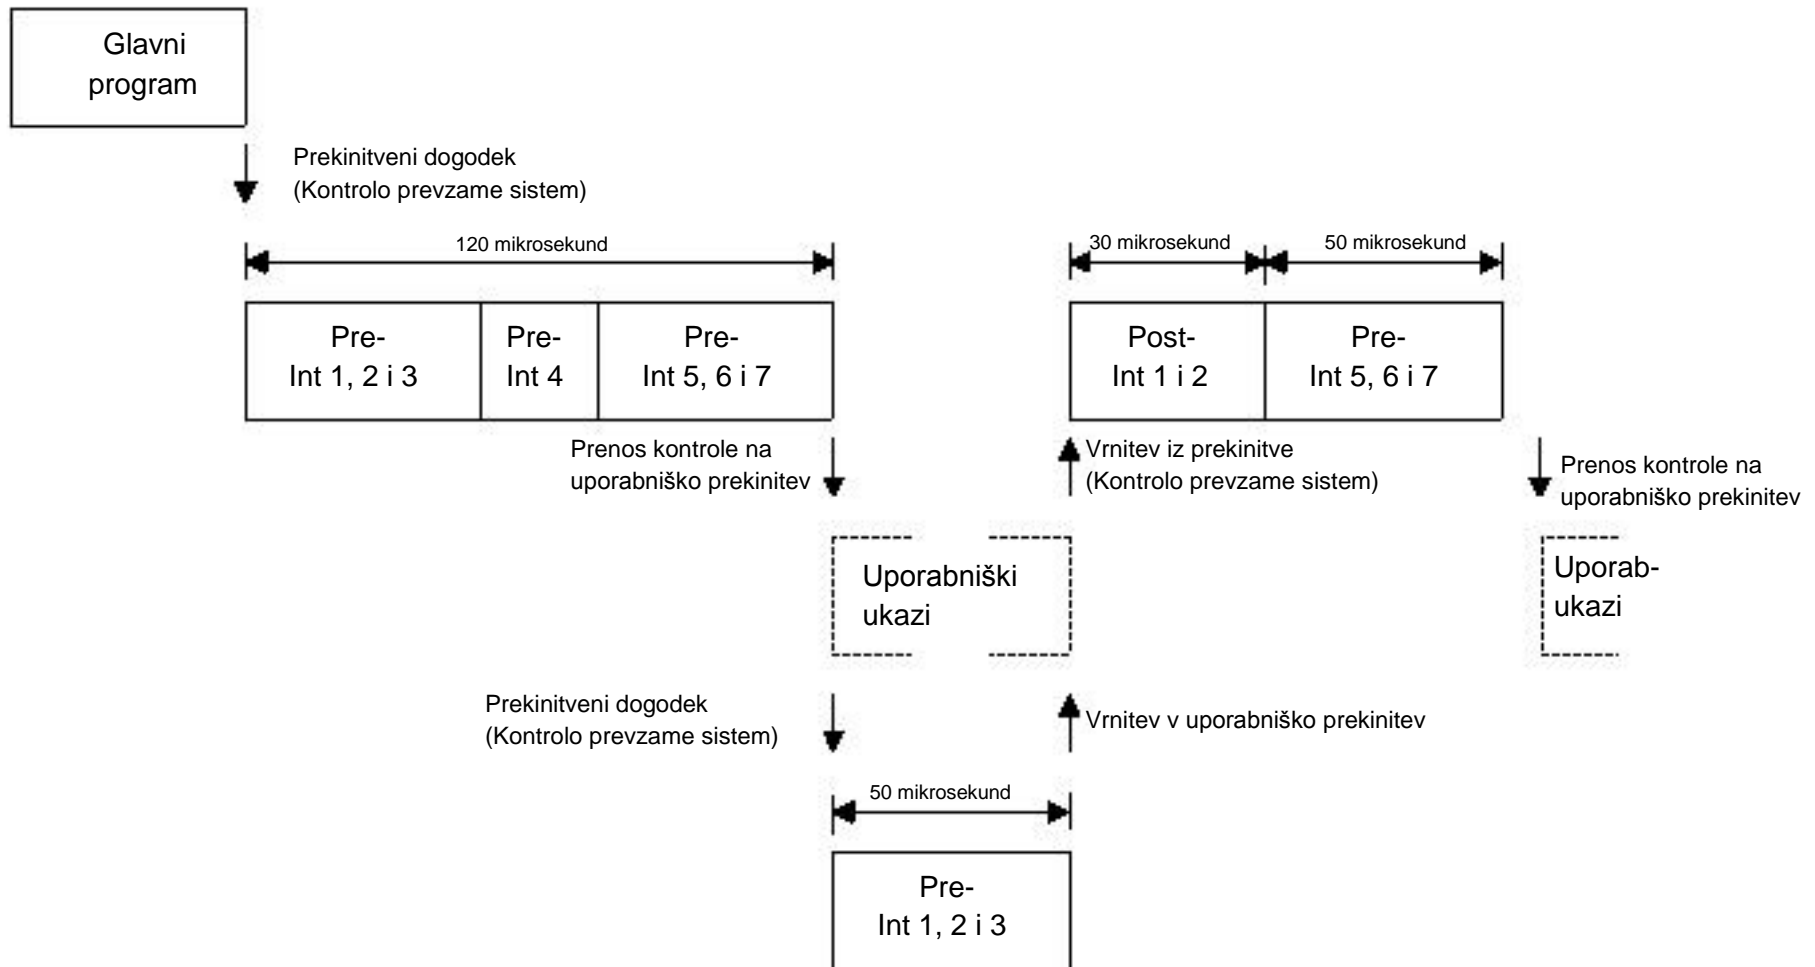 Glavni
program
Prekinitveni dogodek
(Kontrolo prevzame sistem)
120 mikrosekund
30 mikrosekund
50 mikrosekund
Pre-
Int 1, 2 i 3
Pre-
Int 4
Pre-
Int 5, 6 i 7
Post-
Int 1 i 2
Pre-
Int 5, 6 i 7
Prenos kontrole na
uporabniško prekinitev
Vrnitev iz prekinitve
(Kontrolo prevzame sistem)
Prenos kontrole na
uporabniško prekinitev
Uporabniški
ukazi
Uporab-
ukazi
Prekinitveni dogodek
(Kontrolo prevzame sistem)
Vrnitev v uporabniško prekinitev
50 mikrosekund
Pre-
Int 1, 2 i 3